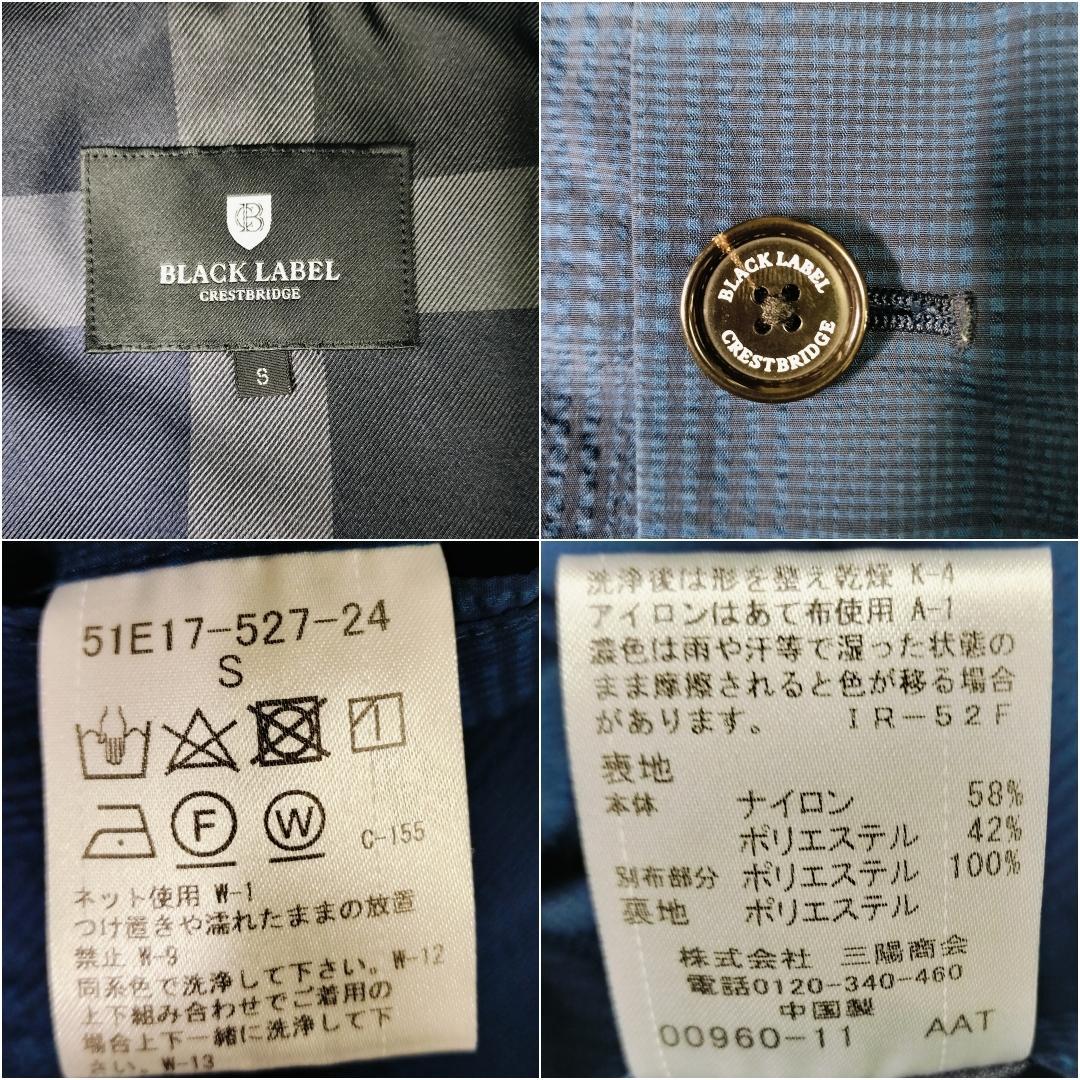 CB
BLACK LABEL
CRESTBRIDGE
S
BLACK LABEL
CRESTBRIDGE
51E17-527-24
S
F
W
C-155
ネット使用 W-1
つけ置きや濡れたままの放置
禁止 W-9
同系色で洗浄して下さい。W-12
上下組み合わせでご着用の
場合上下一緒に洗浄して下
さい。W-13
洗浄後は形を整え乾燥 K-4
アイロンはあて布使用 A-1
濃色は雨や汗等で湿った状態の
まま摩擦されると色が移る場合
があります。 IR-52F
表地
本体 ナイロン 58%
ポリエステル 42%
別布部分 ポリエステル 100%
裏地 ポリエステル
株式会社 三陽商会
電話0120-340-460
中国製
00960-11 AAT